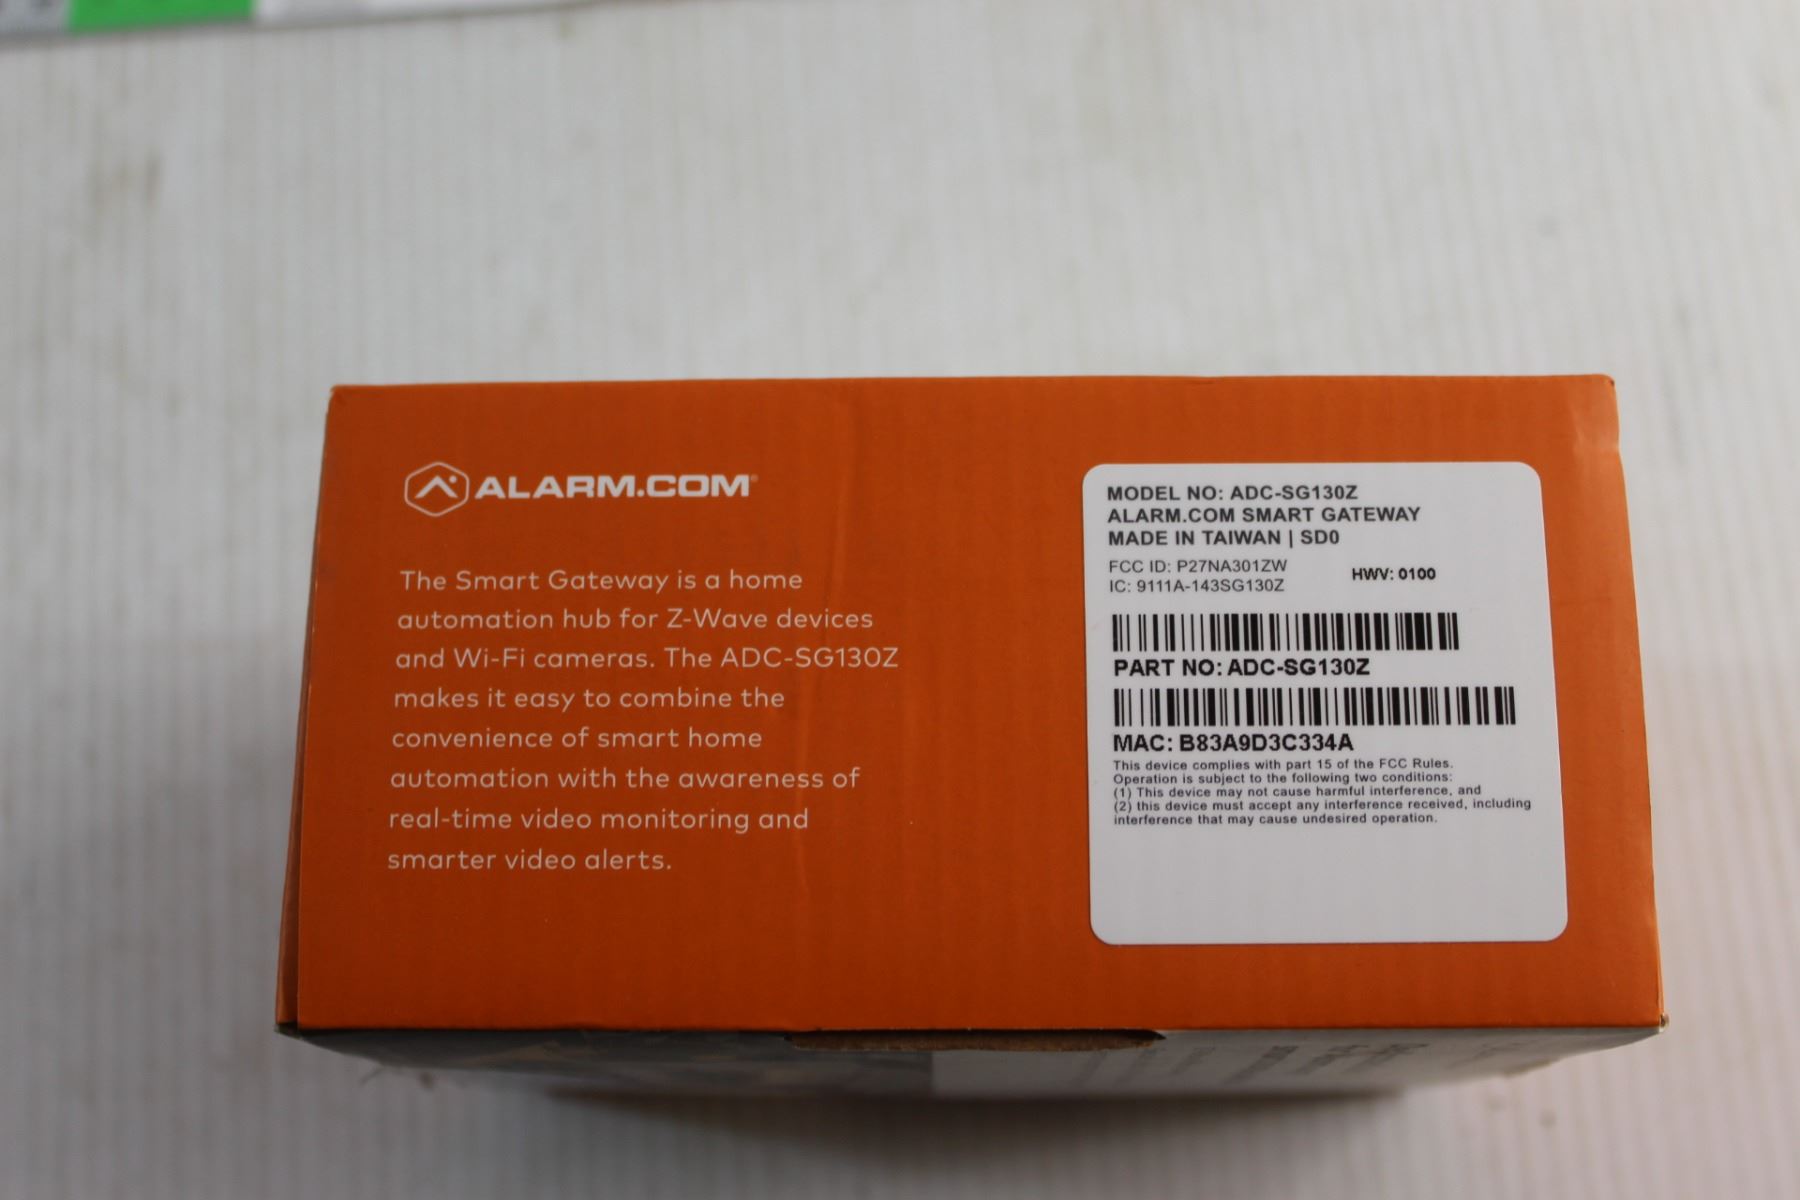 ALARM.COM
The Smart Gateway is a home
automation hub for Z-Wave devices
and Wi-Fi cameras. The ADC-SG130Z
makes it easy to combine the
convenience of smart home
automation with the awareness of
real-time video monitoring and
smarter video alerts.
MODEL NO: ADC-SG130Z
ALARM.COM SMART GATEWAY
MADE IN TAIWAN | SD0
FCC ID: P27NA301ZW
IC: 9111A-143SG130Z
HWV: 0100
PART NO: ADC-SG130Z
MAC: B83A9D3C334A
This device complies with part 15 of the FCC Rules.
Operation is subject to the following two conditions:
(1) This device may not cause harmful interference, and
(2) this device must accept any interference received, including
interference that may cause undesired operation.